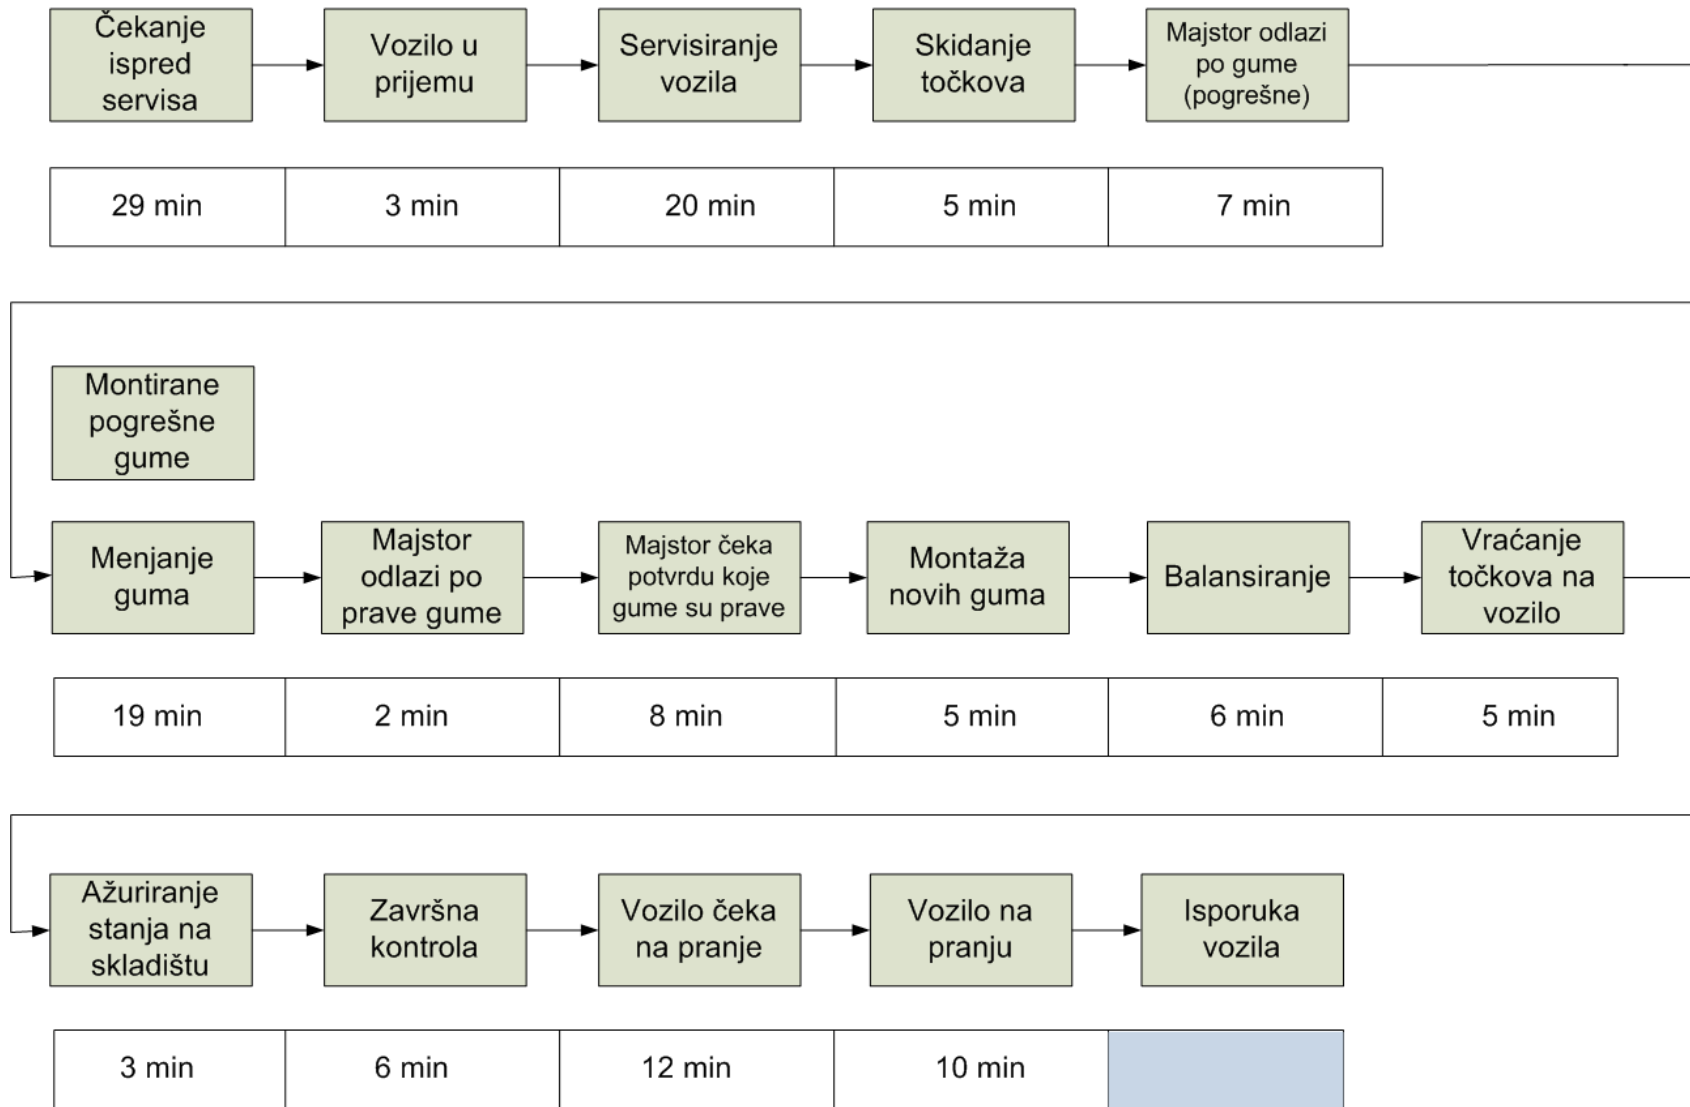 Čekanje
ispred
servisa
Vozilo u
prijemu
Servisiranje
vozila
Skidanje
točkova
Majstor odlazi
po gume
(pogrešne)
29 min
3 min
20 min
5 min
7 min
Montirane
pogrešne
gume
Menjanje
guma
Majstor
odlazi po
prave gume
Majstor čeka
potvrdu koje
gume su prave
Montaža
novih guma
Balansiranje
Vraćanje
točkova na
vozilo
19 min
2 min
8 min
5 min
6 min
5 min
Ažuriranje
stanja na
skladištu
Završna
kontrola
Vozilo čeka
na pranje
Vozilo na
pranju
Isporuka
vozila
3 min
6 min
12 min
10 min